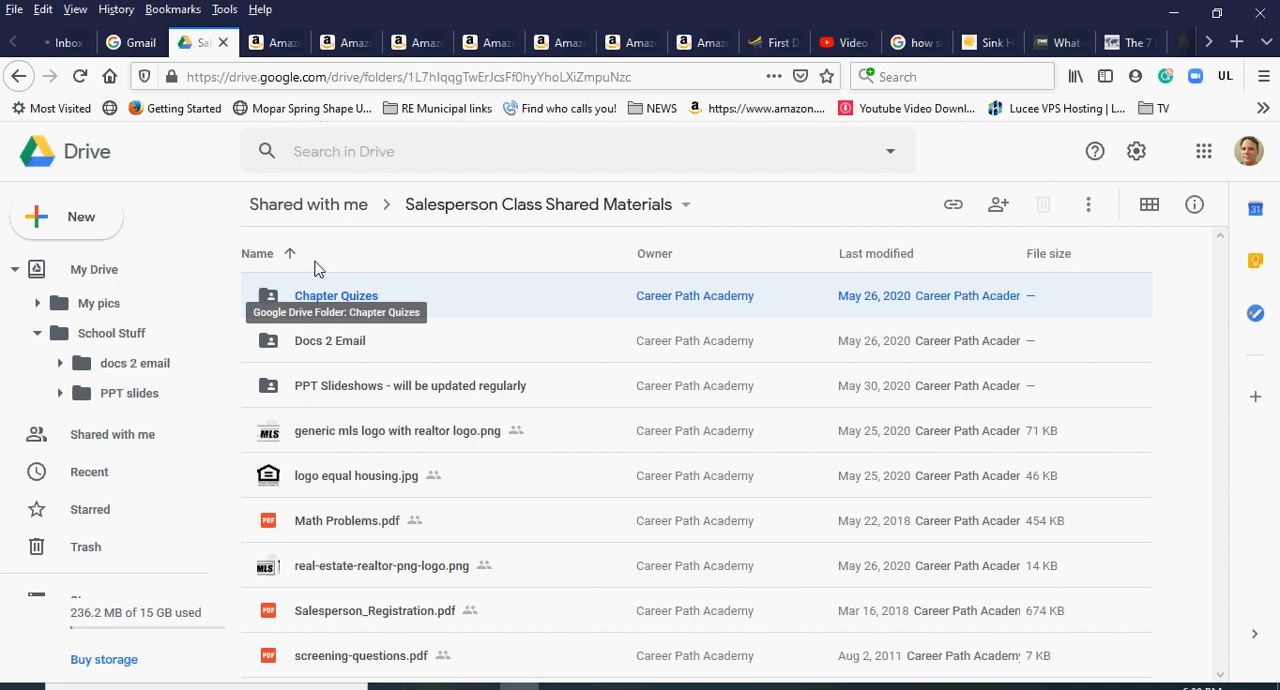 File Edit View History Bookmarks Tools Help
Inbox Gmail Sal Amaz Amaz Amaz Amaz Amaz Amaz Amaz First D Video how s Sink H What The 7
https://drive.google.com/drive/folders/1L7hIqggTwErJcsFf0hyYhoLXiZmpuNzc Search UL
Most Visited Getting Started Mopar Spring Shape U... RE Municipal links Find who calls you! NEWS https://www.amazon.... Youtube Video Downl... Lucee VPS Hosting | L... TV
Drive Search in Drive
New
Shared with me > Salesperson Class Shared Materials
My Drive
My pics
School Stuff
docs 2 email
PPT slides
Shared with me
Recent
Starred
Trash
236.2 MB of 15 GB used
Buy storage
Name Owner Last modified File size
Chapter Quizes Career Path Academy May 26, 2020 Career Path Acader —
Google Drive Folder: Chapter Quizes
Docs 2 Email Career Path Academy May 26, 2020 Career Path Acader —
PPT Slideshows - will be updated regularly Career Path Academy May 30, 2020 Career Path Acader —
MLS generic mls logo with realtor logo.png Career Path Academy May 25, 2020 Career Path Acader 71 KB
logo equal housing.jpg Career Path Academy May 25, 2020 Career Path Acader 46 KB
PDF Math Problems.pdf Career Path Academy May 22, 2018 Career Path Acader 454 KB
MLS real-estate-realtor-png-logo.png Career Path Academy May 26, 2020 Career Path Acader 14 KB
PDF Salesperson_Registration.pdf Career Path Academy Mar 16, 2018 Career Path Academ 674 KB
PDF screening-questions.pdf Career Path Academy Aug 2, 2011 Career Path Academy 7 KB
31